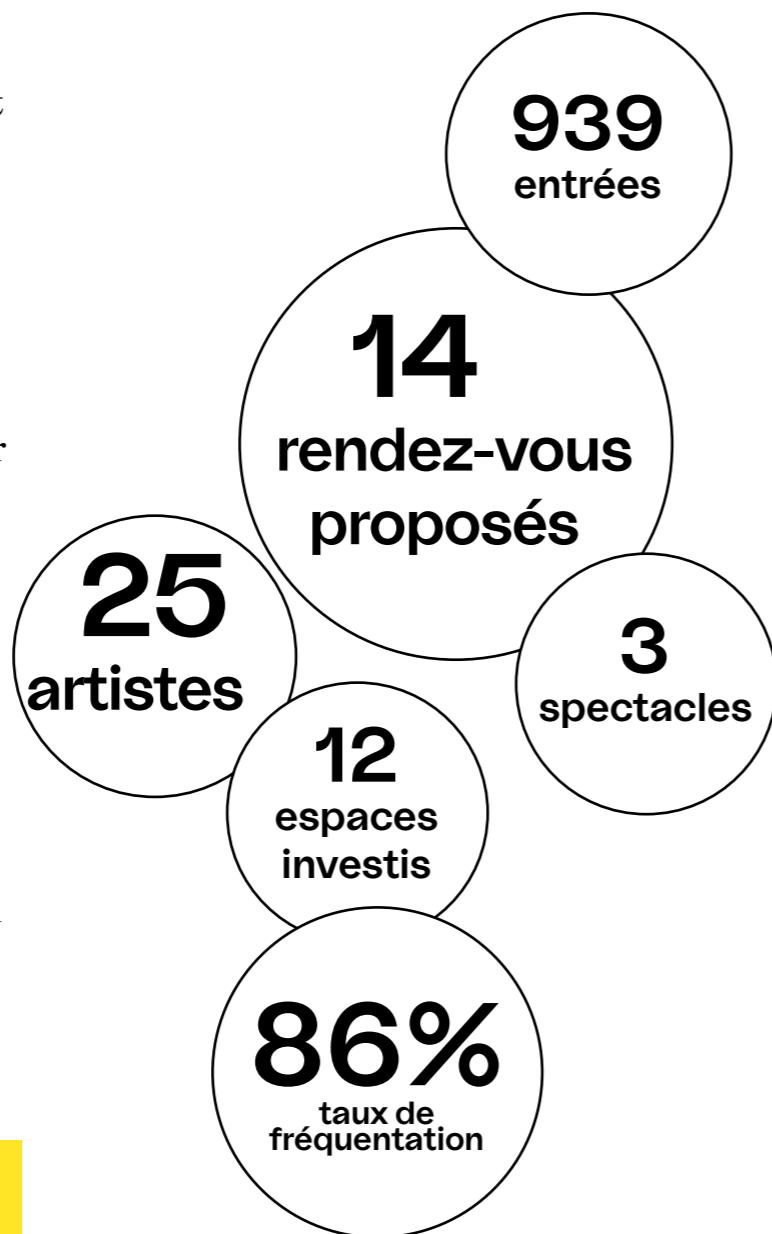 939
entrées
14
rendez-vous
proposés
25
artistes
3
spectacles
12
espaces
investis
86%
taux de
fréquentation